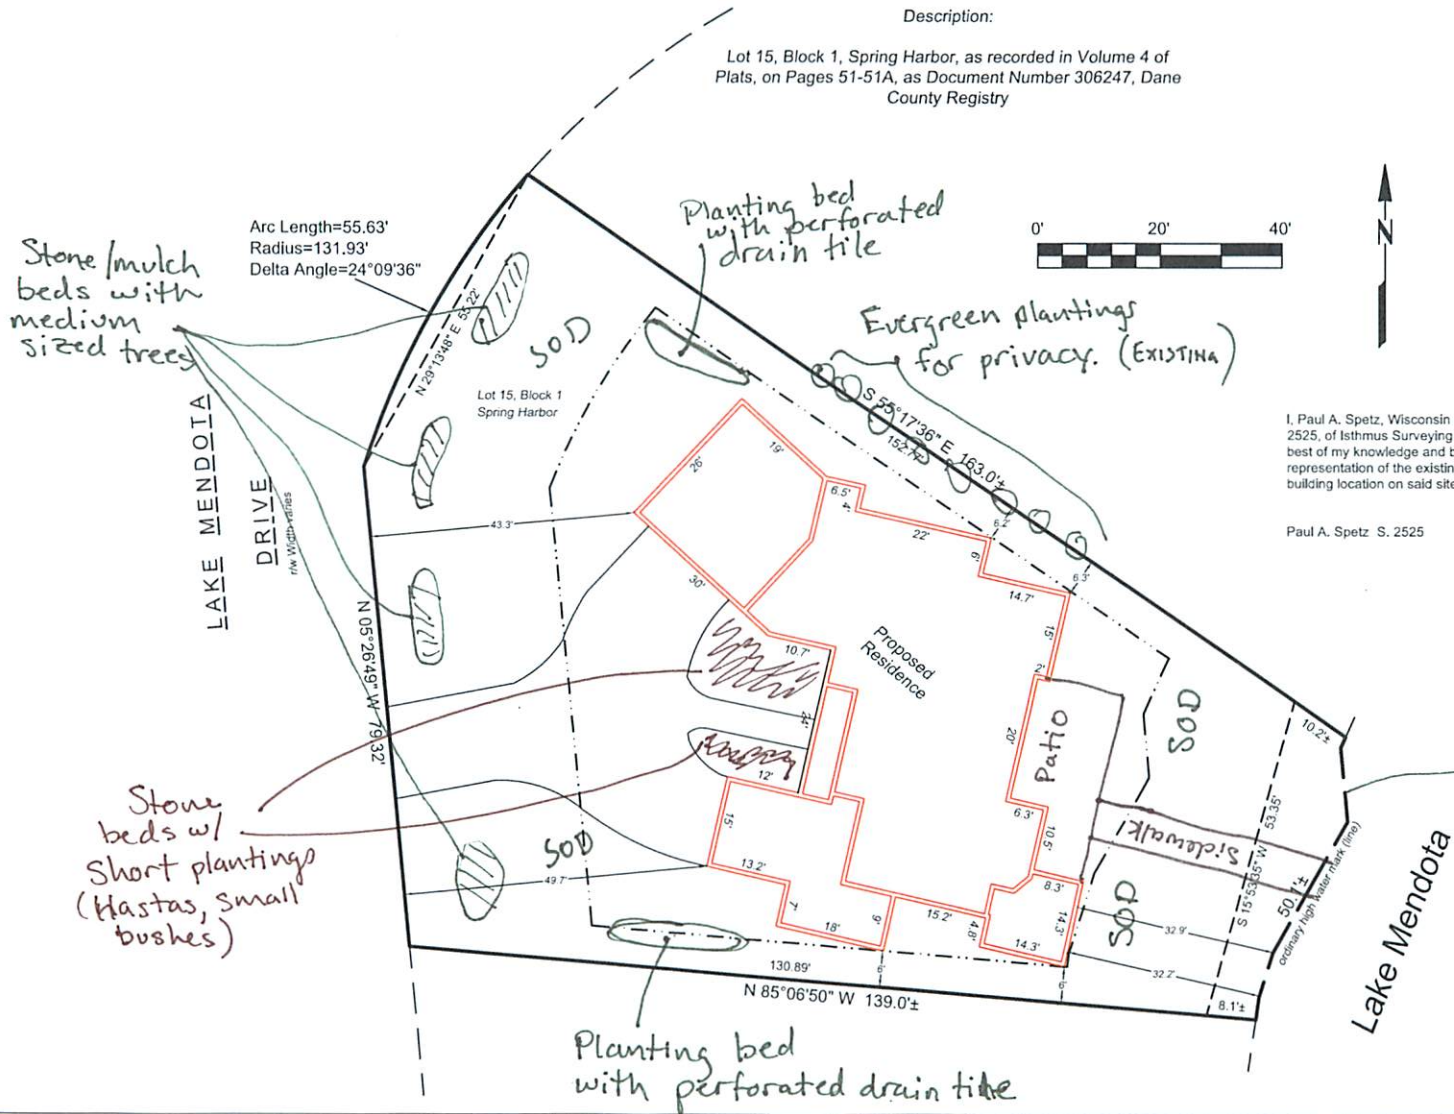 Description:
Lot 15, Block 1, Spring Harbor, as recorded in Volume 4 of
Plats, on Pages 51-51A, as Document Number 306247, Dane
County Registry
Planting bed
with perforated
drain tile
0' 20' 40'
N
Arc Length=55.63'
Radius=131.93'
Delta Angle=24°09'36"
Stone/mulch
beds with
medium
sized trees
N 29°13'48" E 55.22'
SOD
Evergreen plantings
for privacy. (EXISTING)
Lot 15, Block 1
Spring Harbor
S 55°17'36" E 163.0'±
I, Paul A. Spetz, Wisconsin
2525, of Isthmus Surveying
best of my knowledge and b
representation of the existin
building location on said site
Paul A. Spetz S. 2525
LAKE MENDOTA
DRIVE
r/w Width varies
43.3'
26'
19'
6.5'
4'
22'
6.2'
6'
14.7'
6.3'
15'
2'
30'
10.7'
24'
12'
Proposed
Residence
20'
Patio
SOD
10.2'±
N 05°26'49" W 79.32'
Stone
beds w/
Short plantings
(Hastas, small
bushes)
15'
SOD
13.2'
49.7'
7'
18'
9'
15.2'
4.8'
14.3'
6.3'
10.5'
8.3'
14.3'
SOD
Sidewalk
S 15°53'35" W 53.35'
ordinary high water mark (line)
32.9'
32.2'
8.1'±
Lake Mendota
130.89'
6'
6'
N 85°06'50" W 139.0'±
Planting bed
with perforated drain tile